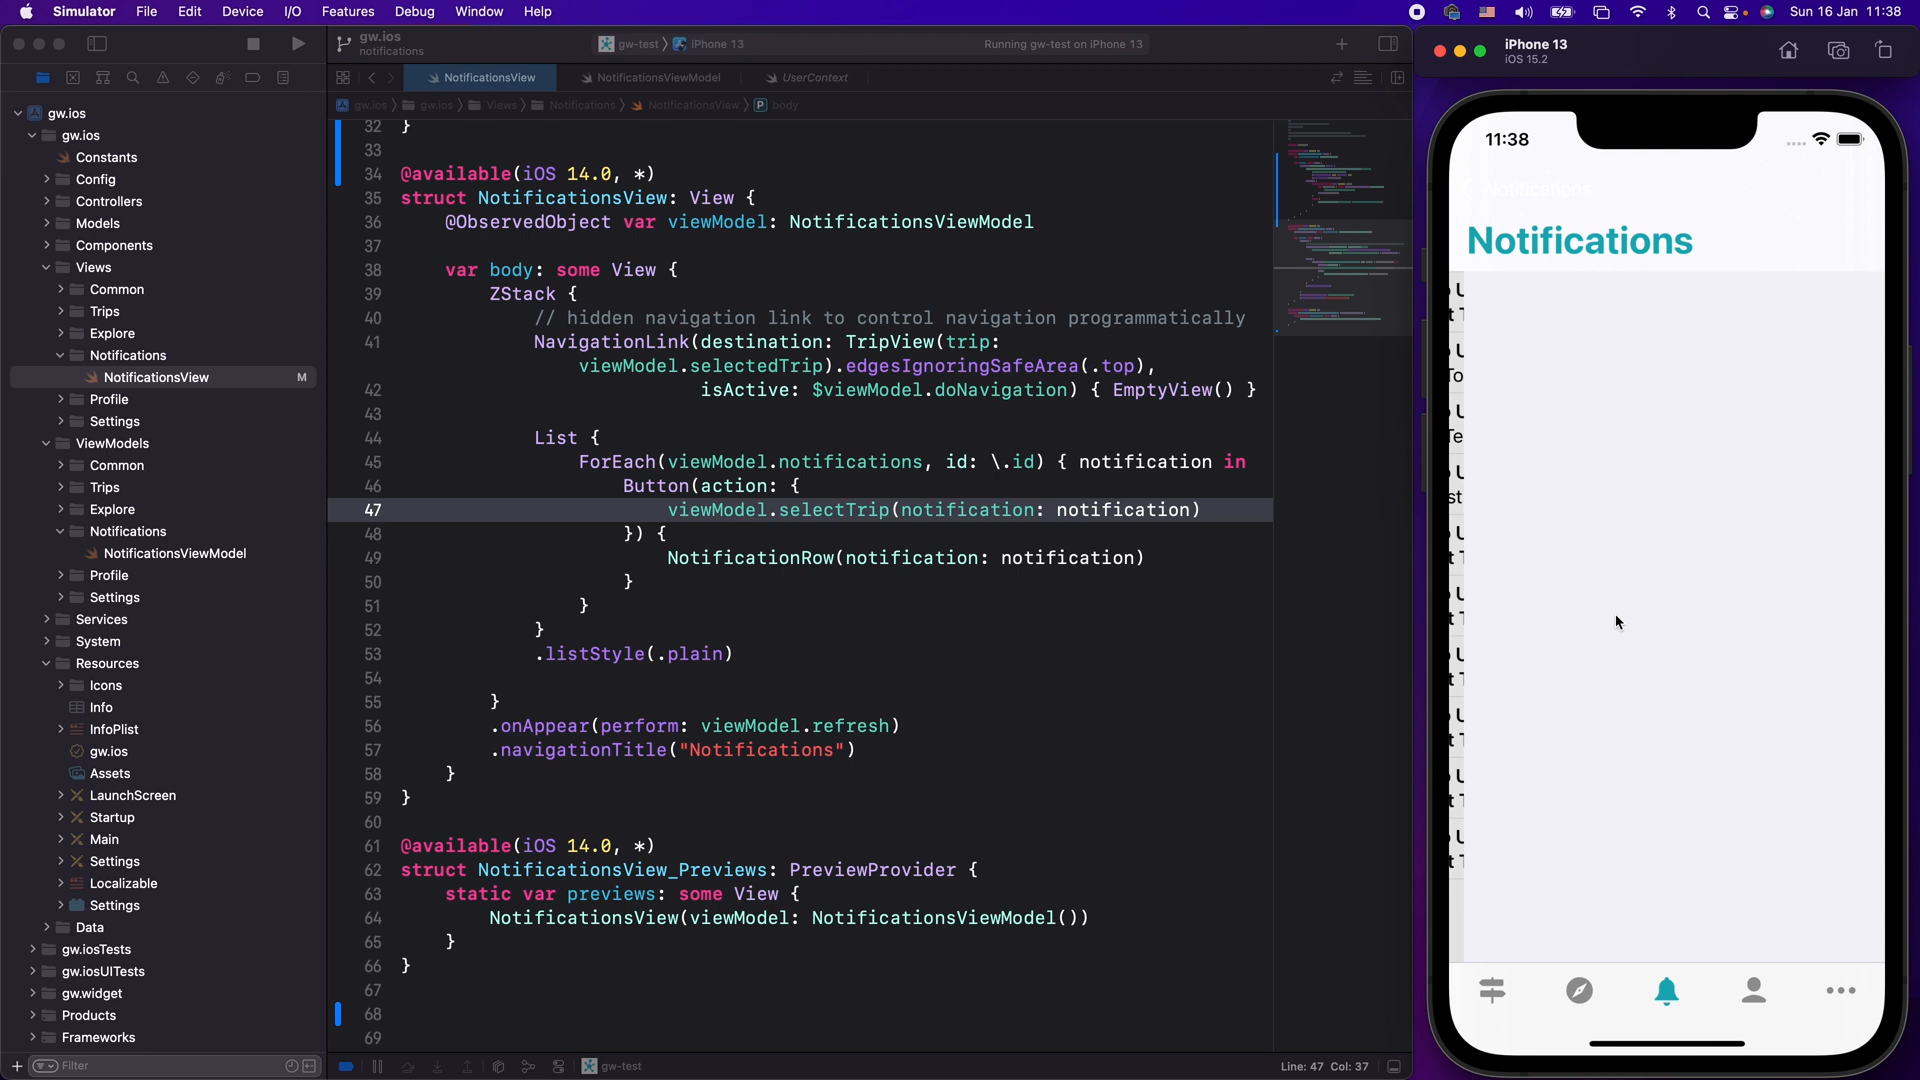 Simulator File Edit Device I/O Features Debug Window Help
Sun 16 Jan 11:38
gw.ios
notifications
gw-test
iPhone 13
Running gw-test on iPhone 13
NotificationsView
NotificationsViewModel
UserContext
gw.ios
gw.ios
Views
Notifications
NotificationsView
P
body
gw.ios
gw.ios
Constants
Config
Controllers
Models
Components
Views
Common
Trips
Explore
Notifications
NotificationsView M
Profile
Settings
ViewModels
Common
Trips
Explore
Notifications
NotificationsViewModel
Profile
Settings
Services
System
Resources
Icons
Info
InfoPlist
gw.ios
Assets
LaunchScreen
Startup
Main
Settings
Localizable
Settings
Data
gw.iosTests
gw.iosUITests
gw.widget
Products
Frameworks
Filter
32 }
33
34 @available(iOS 14.0, *)
35 struct NotificationsView: View {
36 @ObservedObject var viewModel: NotificationsViewModel
37
38 var body: some View {
39 ZStack {
40 // hidden navigation link to control navigation programmatically
41 NavigationLink(destination: TripView(trip:
viewModel.selectedTrip).edgesIgnoringSafeArea(.top),
42 isActive: $viewModel.doNavigation) { EmptyView() }
43
44 List {
45 ForEach(viewModel.notifications, id: \.id) { notification in
46 Button(action: {
47 viewModel.selectTrip(notification: notification)
48 }) {
49 NotificationRow(notification: notification)
50 }
51 }
52 }
53 .listStyle(.plain)
54
55 }
56 .onAppear(perform: viewModel.refresh)
57 .navigationTitle("Notifications")
58 }
59 }
60
61 @available(iOS 14.0, *)
62 struct NotificationsView_Previews: PreviewProvider {
63 static var previews: some View {
64 NotificationsView(viewModel: NotificationsViewModel())
65 }
66 }
67
68
69
gw-test
Line: 47 Col: 37
iPhone 13
iOS 15.2
11:38
Notifications
Notifications